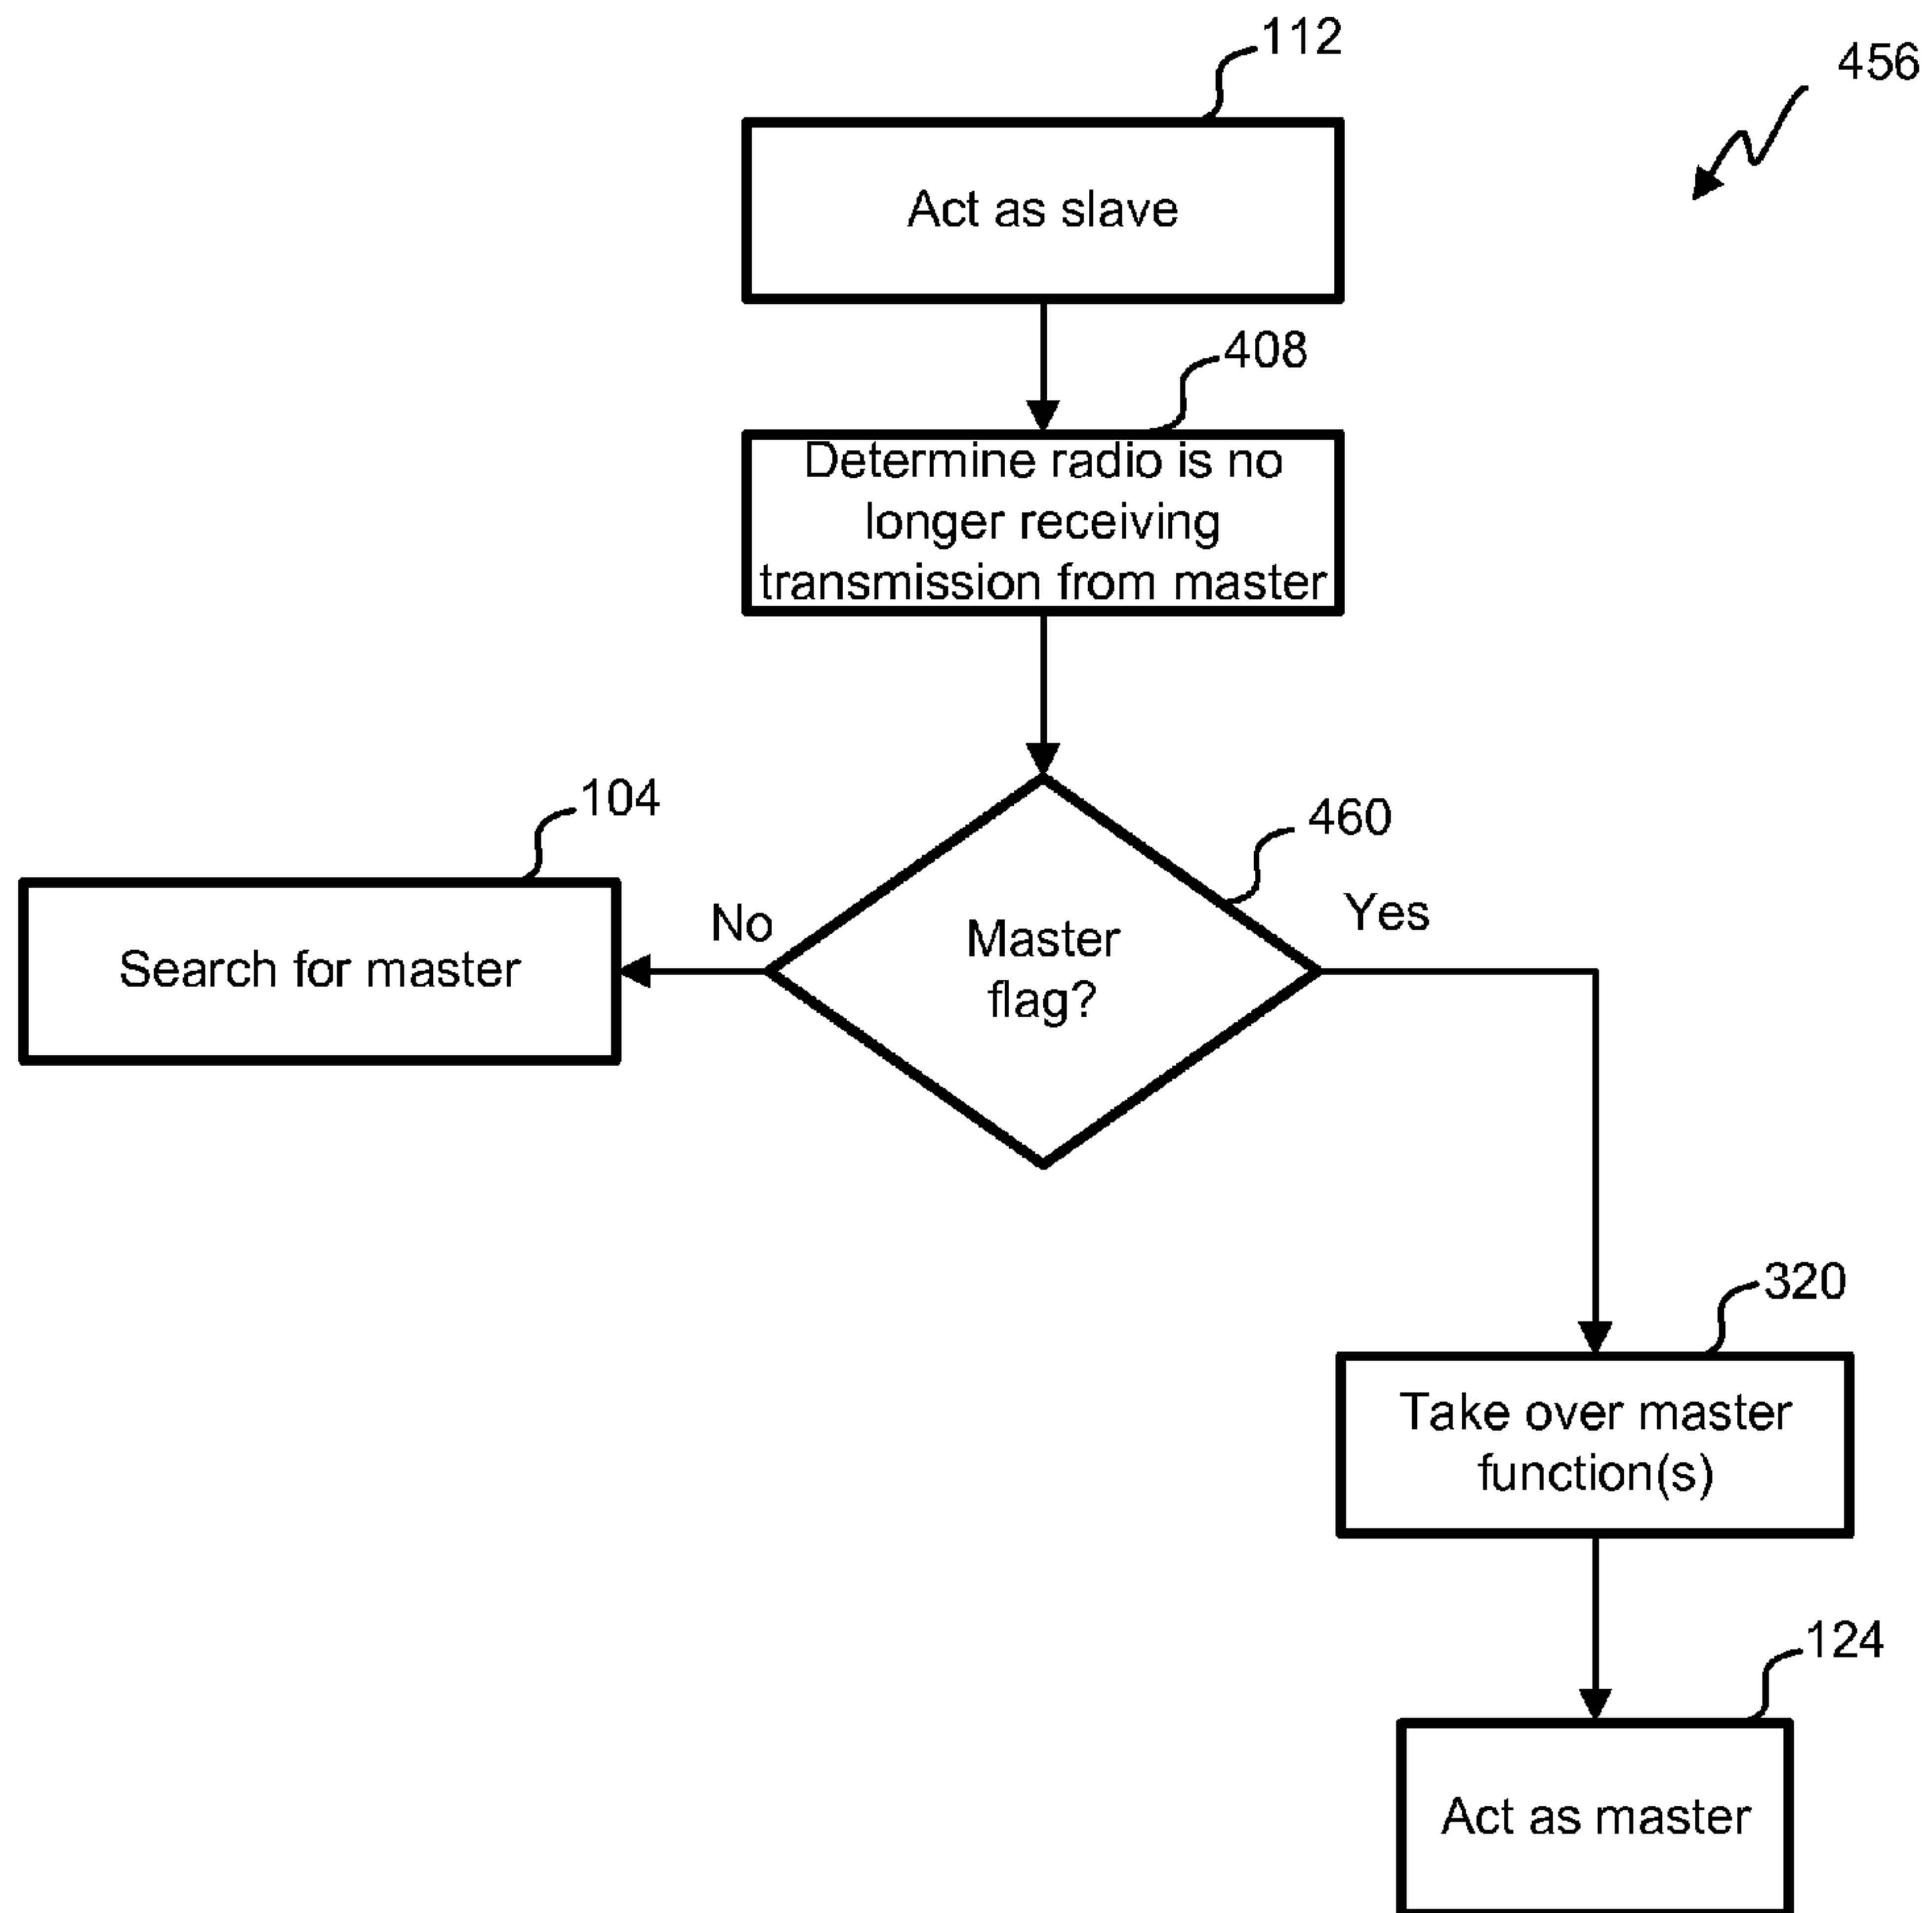 112
456
Act as slave
408
Determine radio is no
longer receiving
transmission from master
104
460
No
Yes
Search for master
Master
flag?
320
Take over master
function(s)
124
Act as master